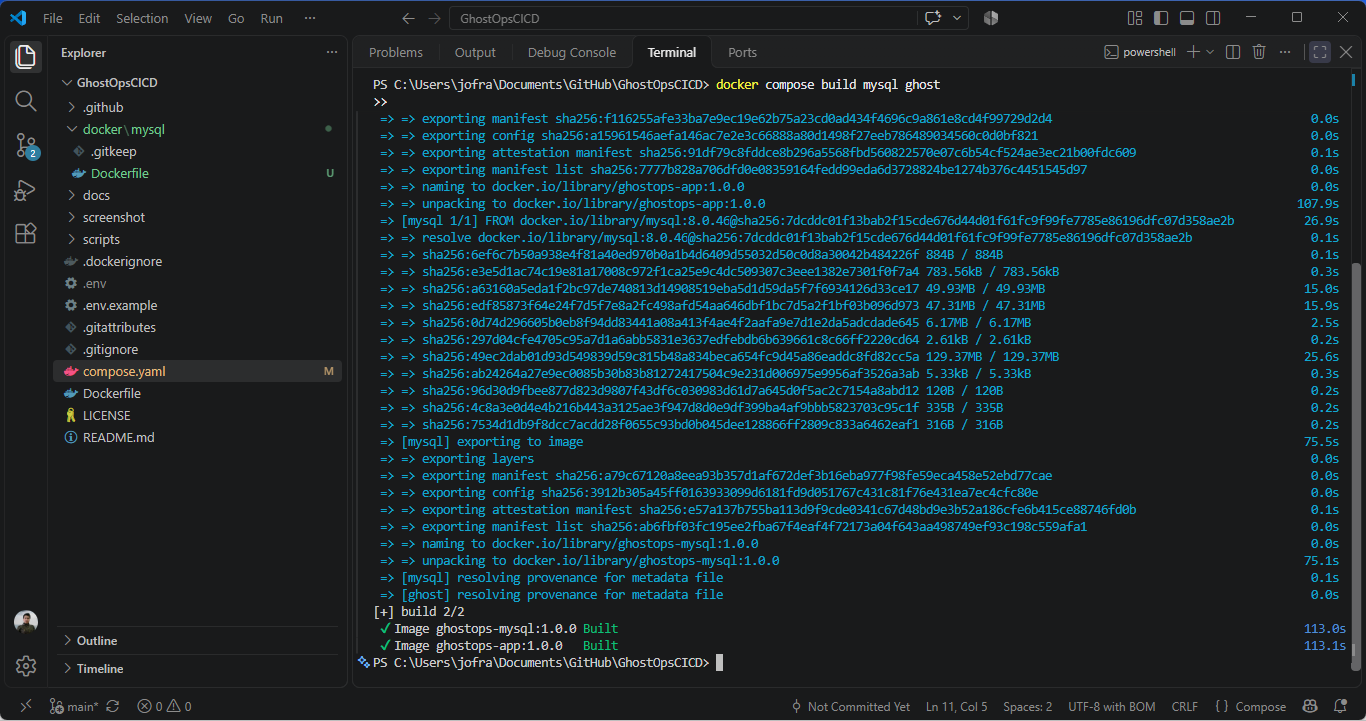 File Edit Selection View Go Run ··· GhostOpsCICD
Explorer ···
GhostOpsCICD
.github
docker\mysql
.gitkeep
Dockerfile U
docs
screenshot
scripts
.dockerignore
.env
.env.example
.gitattributes
.gitignore
compose.yaml M
Dockerfile
LICENSE
README.md
Outline
Timeline
2
Problems Output Debug Console Terminal Ports powershell ···
PS C:\Users\jofra\Documents\GitHub\GhostOpsCICD> docker compose build mysql ghost
>>
=> => exporting manifest sha256:f116255afe33ba7e9ec19e62b75a23cd0ad434f4696c9a861e8cd4f99729d2d4 0.0s
=> => exporting config sha256:a15961546aefa146ac7e2e3c66888a80d1498f27eeb786489034560c0d0bf821 0.0s
=> => exporting attestation manifest sha256:91df79c8fddce8b296a5568fbd560822570e07c6b54cf524ae3ec21b00fdc609 0.1s
=> => exporting manifest list sha256:7777b828a706dfd0e08359164fedd99eda6d3728824be1274b376c4451545d97 0.0s
=> => naming to docker.io/library/ghostops-app:1.0.0 0.0s
=> => unpacking to docker.io/library/ghostops-app:1.0.0 107.9s
=> [mysql 1/1] FROM docker.io/library/mysql:8.0.46@sha256:7dcddc01f13bab2f15cde676d44d01f61fc9f99fe7785e86196dfc07d358ae2b 26.9s
=> => resolve docker.io/library/mysql:8.0.46@sha256:7dcddc01f13bab2f15cde676d44d01f61fc9f99fe7785e86196dfc07d358ae2b 0.1s
=> => sha256:6ef6c7b50a938e4f81a40ed970b0a1b4d6409d55032d50c0d8a30042b484226f 884B / 884B 0.1s
=> => sha256:e3e5d1ac74c19e81a17008c972f1ca25e9c4dc509307c3eee1382e7301f0f7a4 783.56kB / 783.56kB 0.3s
=> => sha256:a63160a5eda1f2bc97de740813d14908519eba5d1d59da5f7f6934126d33ce17 49.93MB / 49.93MB 15.0s
=> => sha256:edf85873f64e24f7d5f7e8a2fc498afd54aa646dbf1bc7d5a2f1bf03b096d973 47.31MB / 47.31MB 15.9s
=> => sha256:0d74d296605b0eb8f94dd83441a08a413f4ae4f2aafa9e7d1e2da5adcdade645 6.17MB / 6.17MB 2.5s
=> => sha256:297d04cfe4705c95a7d1a6abb5831e3637edfebdb6b639661c8c66ff2220cd64 2.61kB / 2.61kB 0.2s
=> => sha256:49ec2dab01d93d549839d59c815b48a834beca654fc9d45a86eaddc8fd82cc5a 129.37MB / 129.37MB 25.6s
=> => sha256:ab24264a27e9ec0085b30b83b81272417504c9e231d006975e9956af3526a3ab 5.33kB / 5.33kB 0.3s
=> => sha256:96d30d9fbee877d823d9807f43df6c030983d61d7a645d0f5ac2c7154a8abd12 120B / 120B 0.2s
=> => sha256:4c8a3e0d4e4b216b443a3125ae3f947d8d0e9df399ba4af9bbb5823703c95c1f 335B / 335B 0.2s
=> => sha256:7534d1db9f8dcc7acdd28f0655c93bd0b045dee128866ff2809c833a6462eaf1 316B / 316B 0.2s
=> [mysql] exporting to image 75.5s
=> => exporting layers 0.0s
=> => exporting manifest sha256:a79c67120a8eea93b357d1af672def3b16eba977f98fe59eca458e52ebd77cae 0.0s
=> => exporting config sha256:3912b305a45ff0163933099d6181fd9d051767c431c81f76e431ea7ec4cfc80e 0.0s
=> => exporting attestation manifest sha256:e57a137b755ba113d9f9cde0341c67d48bd9e3b52a186cfe6b415ce88746fd0b 0.1s
=> => exporting manifest list sha256:ab6fbf03fc195ee2fba67f4eaf4f72173a04f643aa498749ef93c198c559afa1 0.0s
=> => naming to docker.io/library/ghostops-mysql:1.0.0 0.0s
=> => unpacking to docker.io/library/ghostops-mysql:1.0.0 75.1s
=> [mysql] resolving provenance for metadata file 0.1s
=> [ghost] resolving provenance for metadata file 0.0s
[+] build 2/2
✓ Image ghostops-mysql:1.0.0 Built 113.0s
✓ Image ghostops-app:1.0.0 Built 113.1s
PS C:\Users\jofra\Documents\GitHub\GhostOpsCICD>
main* 0 0 Not Committed Yet Ln 11, Col 5 Spaces: 2 UTF-8 with BOM CRLF { } Compose